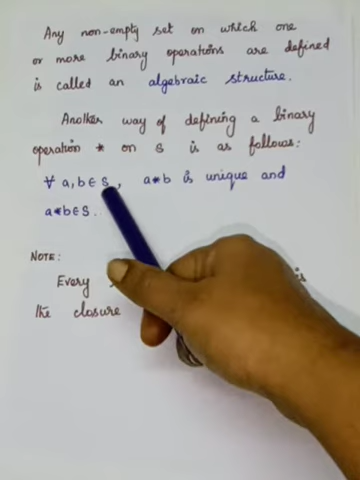 Any non-empty set on which one
or more binary operations are defined
is called an algebraic structure.
Another way of defining a binary
operation * on S is as follows:
∀ a,b∈ S, a*b is unique and
a*b∈S.
NOTE:
Every is
the closure